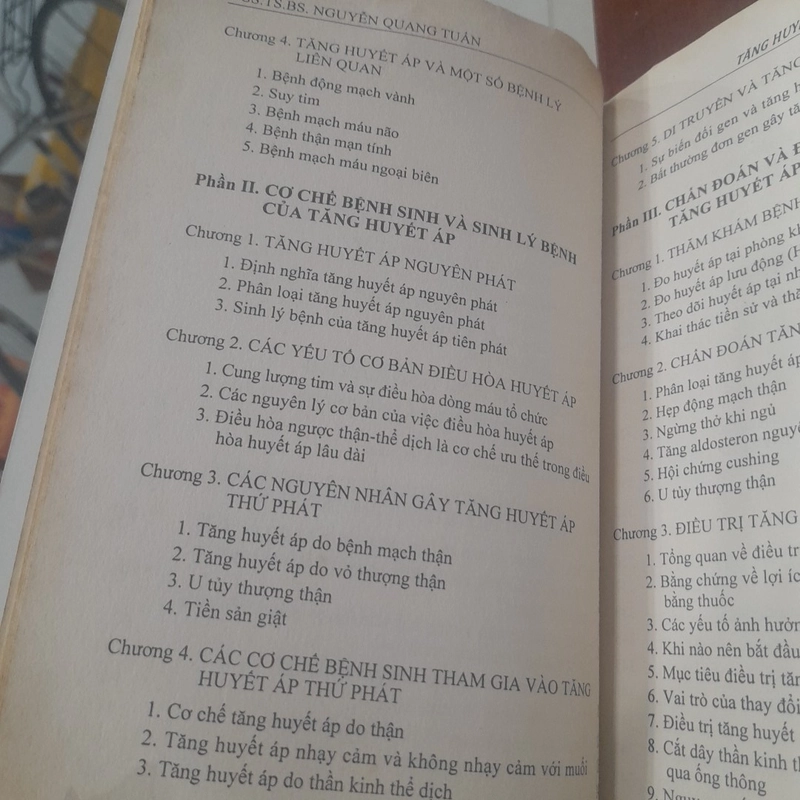 TS.BS. NGUYỄN QUANG TUẤN
Chương 4. TĂNG HUYẾT ÁP VÀ MỘT SỐ BỆNH LÝ
LIÊN QUAN
1. Bệnh động mạch vành
2. Suy tim
3. Bệnh mạch máu não
4. Bệnh thận mạn tính
5. Bệnh mạch máu ngoại biên
Phần II. CƠ CHẾ BỆNH SINH VÀ SINH LÝ BỆNH
CỦA TĂNG HUYẾT ÁP
Chương 1. TĂNG HUYẾT ÁP NGUYÊN PHÁT
1. Định nghĩa tăng huyết áp nguyên phát
2. Phân loại tăng huyết áp nguyên phát
3. Sinh lý bệnh của tăng huyết áp tiên phát
Chương 2. CÁC YẾU TỐ CƠ BẢN ĐIỀU HÒA HUYẾT ÁP
1. Cung lượng tim và sự điều hòa dòng máu tổ chức
2. Các nguyên lý cơ bản của việc điều hòa huyết áp
3. Điều hòa ngược thận-thể dịch là cơ chế ưu thế trong điều
hòa huyết áp lâu dài
Chương 3. CÁC NGUYÊN NHÂN GÂY TĂNG HUYẾT ÁP
THỨ PHÁT
1. Tăng huyết áp do bệnh mạch thận
2. Tăng huyết áp do vỏ thượng thận
3. U tủy thượng thận
4. Tiền sản giật
Chương 4. CÁC CƠ CHẾ BỆNH SINH THAM GIA VÀO TĂNG
HUYẾT ÁP THỨ PHÁT
1. Cơ chế tăng huyết áp do thận
2. Tăng huyết áp nhạy cảm và không nhạy cảm với muối
3. Tăng huyết áp do thần kinh thể dịch
TĂNG HUYẾ
Chương 5. DI TRUYỀN VÀ TĂNG
1. Sự biến đổi gen và tăng h
2. Bất thường đơn gen gây tă
Phần III. CHẨN ĐOÁN VÀ Đ
TĂNG HUYẾT ÁP
Chương 1. THĂM KHÁM BỆNH
1. Đo huyết áp tại phòng kh
2. Đo huyết áp lưu động (H
3. Theo dõi huyết áp tại nh
4. Khai thác tiền sử và thă
Chương 2. CHẨN ĐOÁN TĂN
1. Phân loại tăng huyết áp
2. Hẹp động mạch thận
3. Ngừng thở khi ngủ
4. Tăng aldosteron nguyê
5. Hội chứng cushing
6. U tủy thượng thận
Chương 3. ĐIỀU TRỊ TĂNG
1. Tổng quan về điều trị
2. Bằng chứng về lợi íc
bằng thuốc
3. Các yếu tố ảnh hưởn
4. Khi nào nên bắt đầu
5. Mục tiêu điều trị tăn
6. Vai trò của thay đổi
7. Điều trị tăng huyết
8. Cắt dây thần kinh th
qua ống thông
9. Nguy